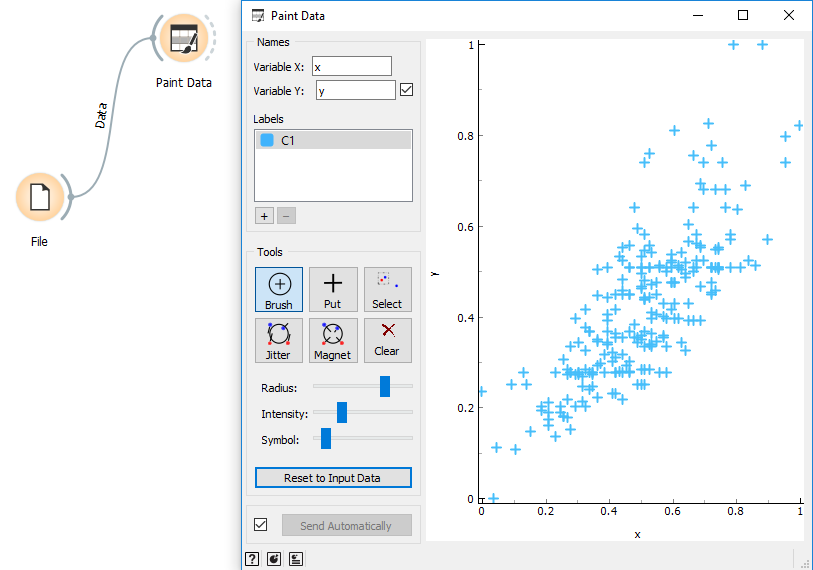 Paint Data
Data
File
Paint Data
Names
Variable X: x
Variable Y: y
Labels
C1
+ −
Tools
Brush Put Select
Jitter Magnet Clear
Radius:
Intensity:
Symbol:
Reset to Input Data
Send Automatically
?
1
0.8
0.6
0.4
0.2
0
y
0 0.2 0.4 0.6 0.8 1
x